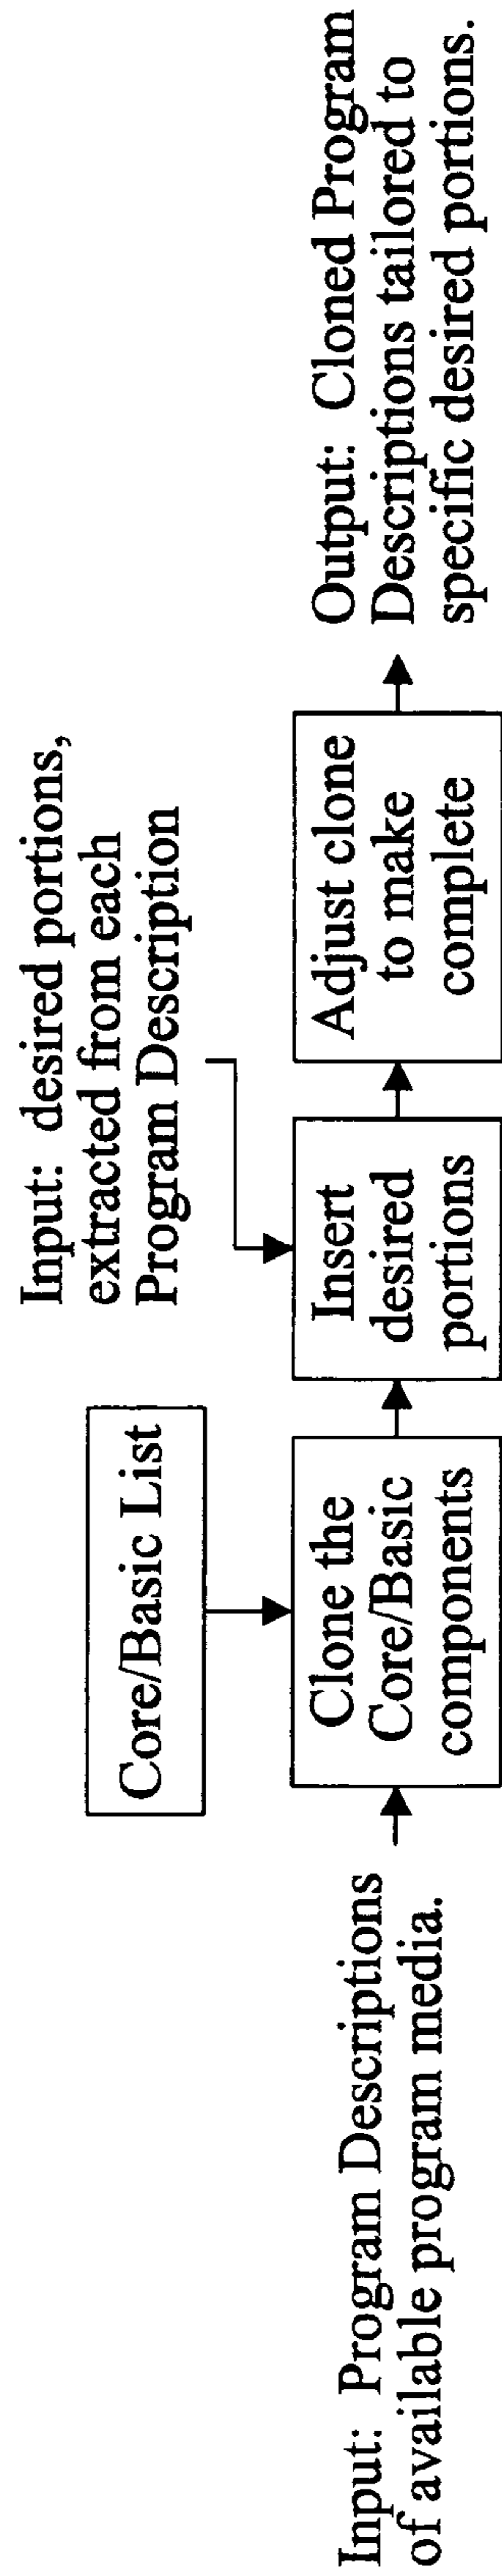 Input: Program Descriptions
of available program media.
Core/Basic List
Clone the
Core/Basic
components
Input: desired portions,
extracted from each
Program Description
Insert
desired
portions
Adjust clone
to make
complete
Output: Cloned Program
Descriptions tailored to
specific desired portions.